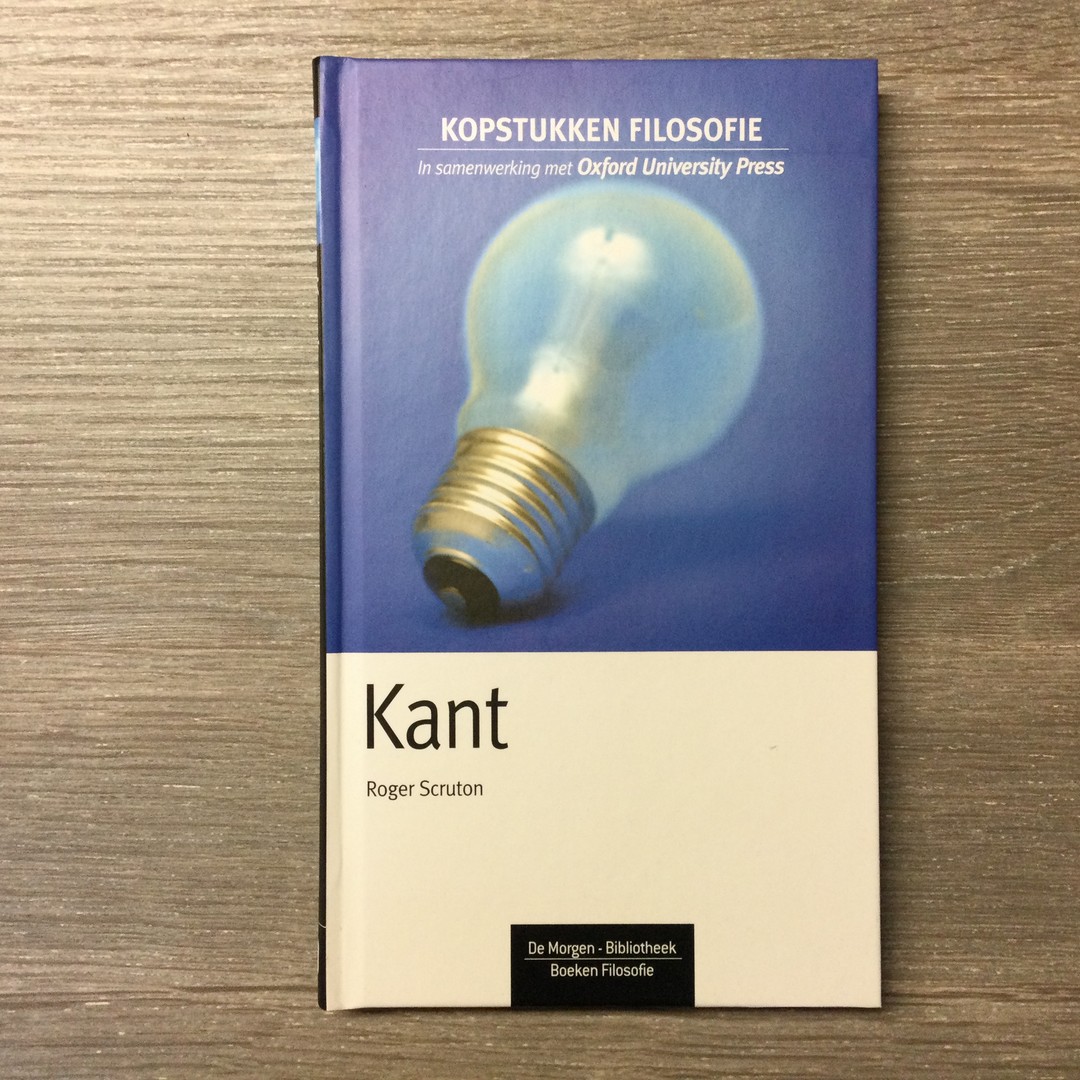 KOPSTUKKEN FILOSOFIE
In samenwerking met Oxford University Press
Kant
Roger Scruton
De Morgen - Bibliotheek
Boeken Filosofie